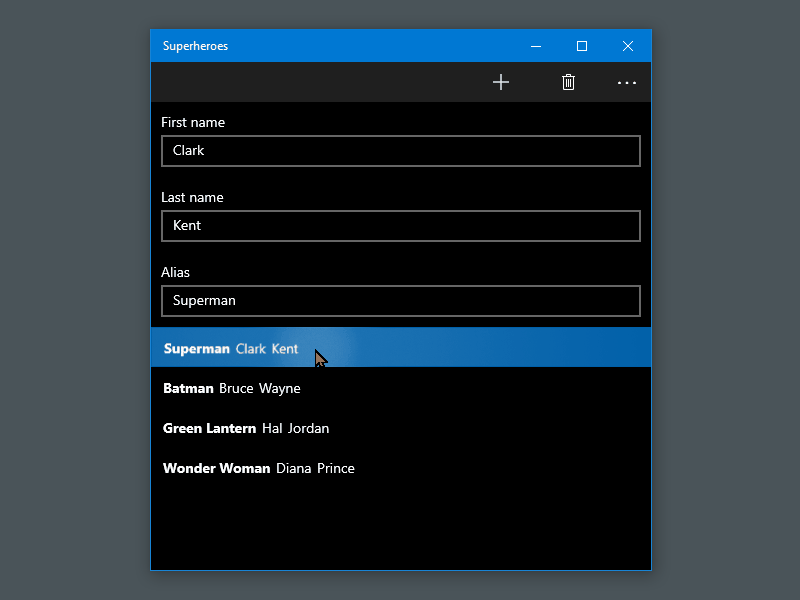 Superheroes
First name
Clark
Last name
Kent
Alias
Superman
Superman Clark Kent
Batman Bruce Wayne
Green Lantern Hal Jordan
Wonder Woman Diana Prince